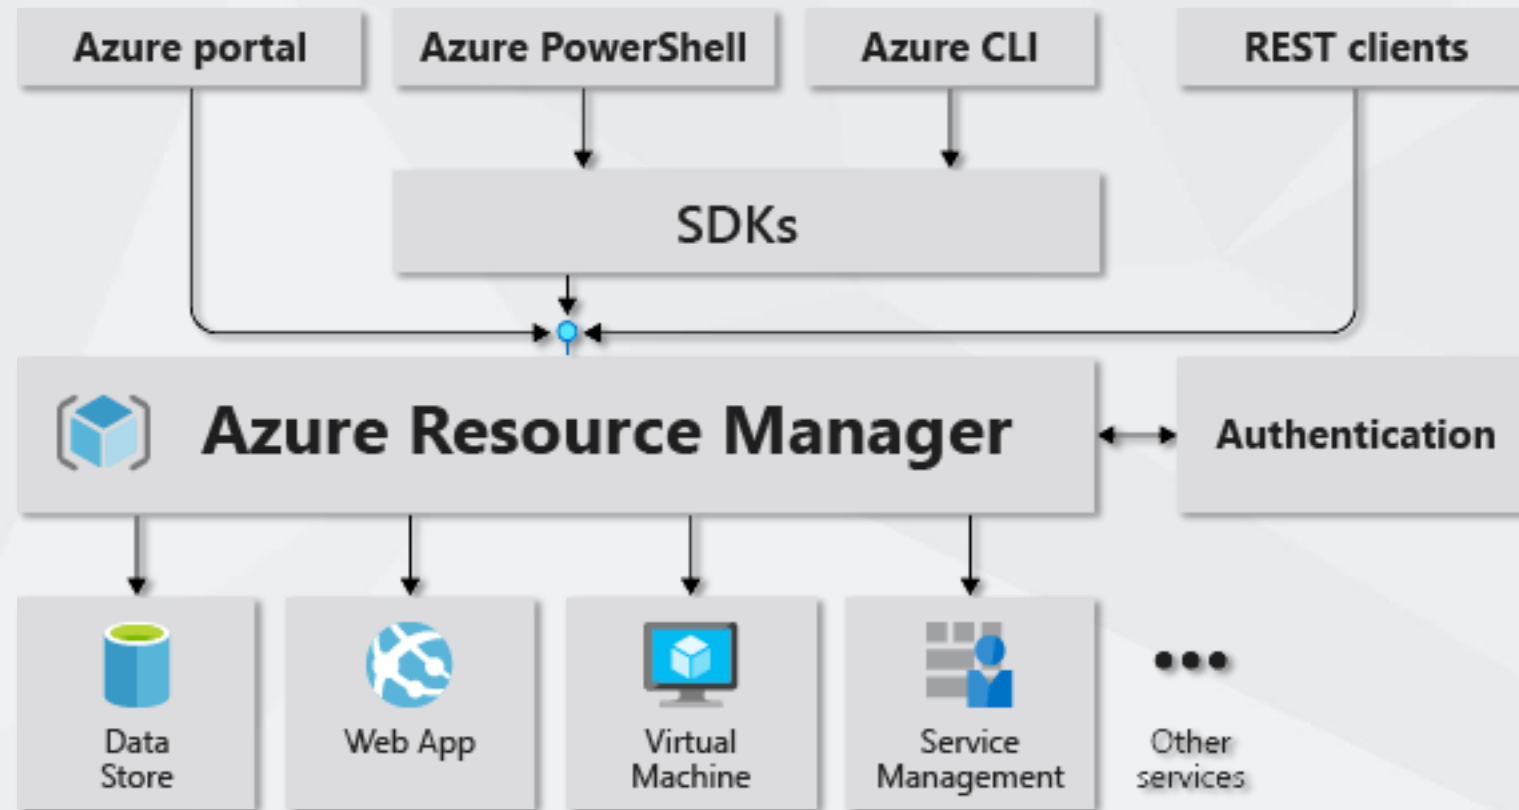 Azure portal
Azure PowerShell
Azure CLI
REST clients
SDKs
Azure Resource Manager
Authentication
Data
Store
Web App
Virtual
Machine
Service
Management
Other
services